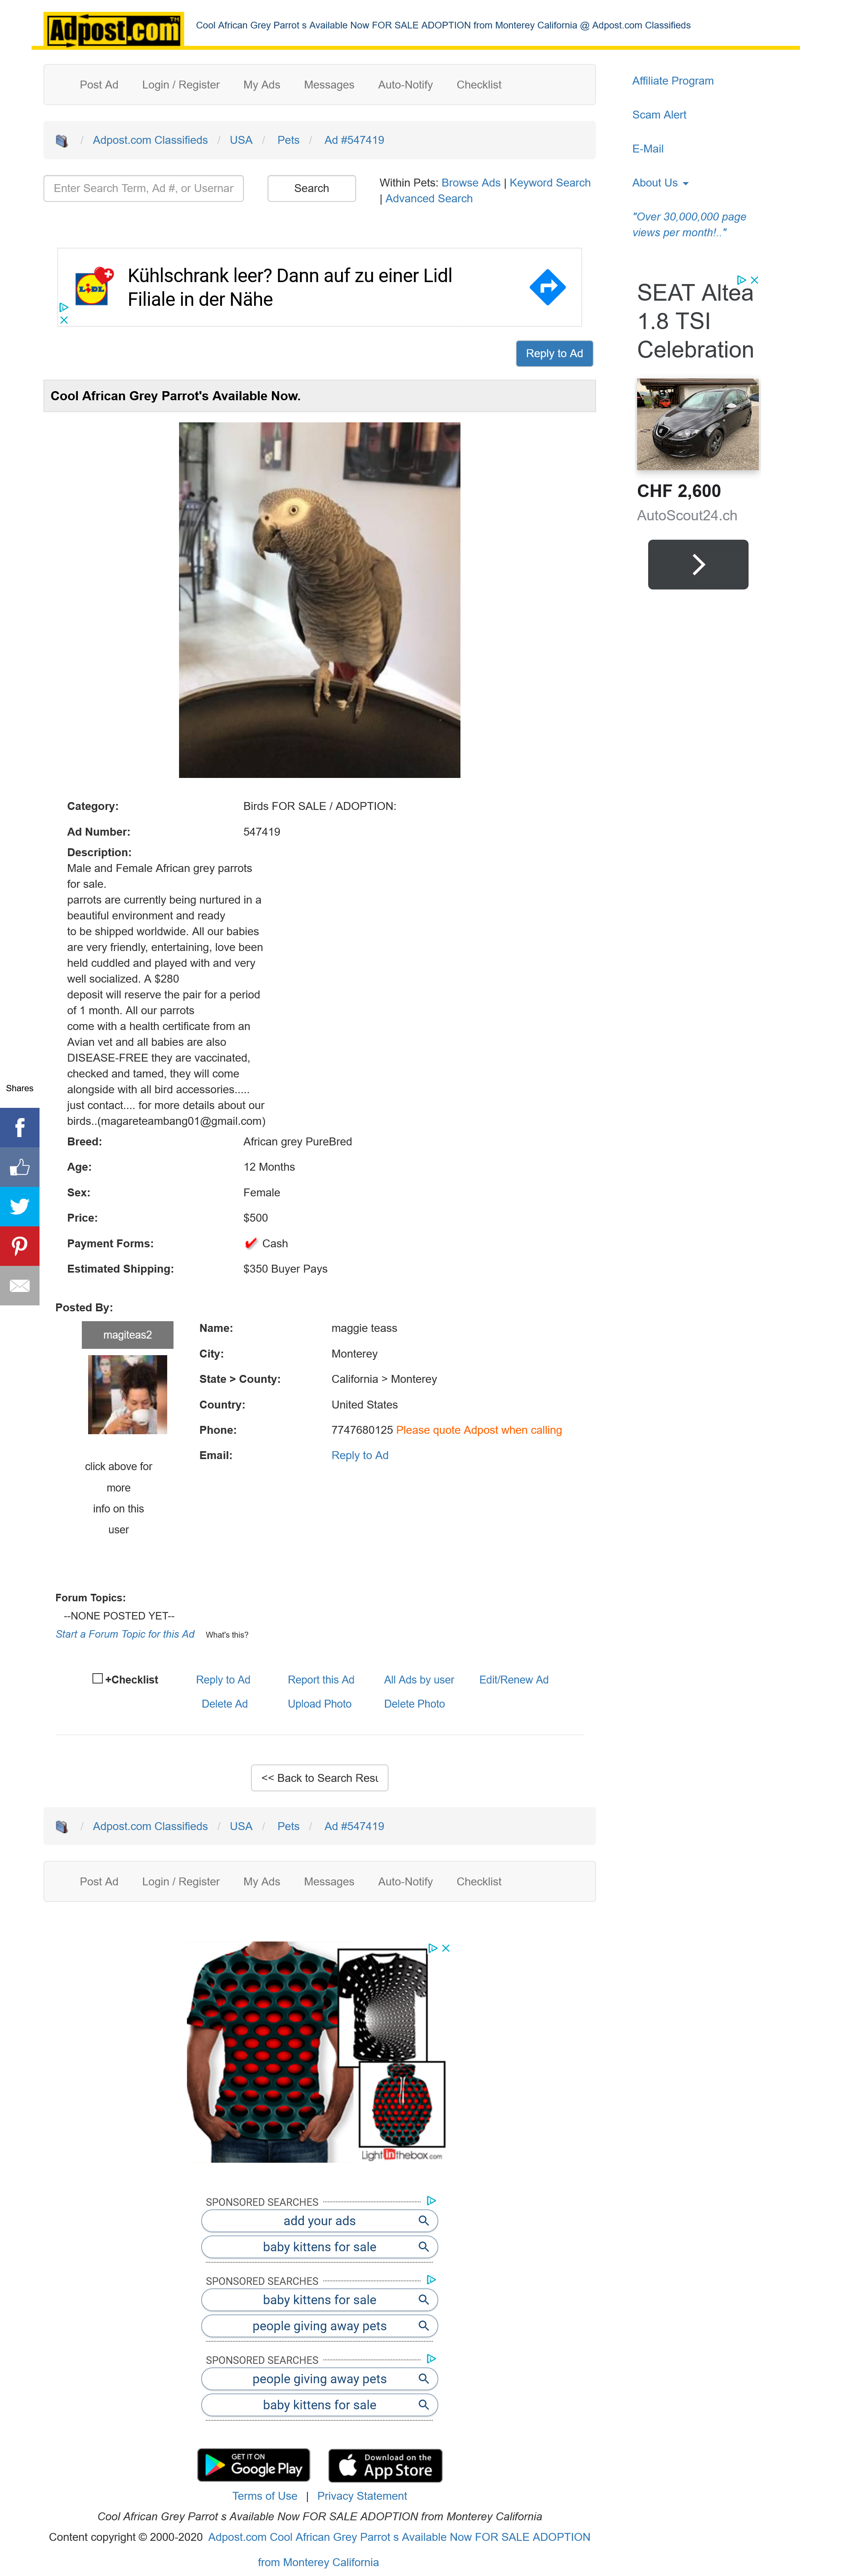 Adpost.com TM
Cool African Grey Parrot s Available Now FOR SALE ADOPTION from Monterey California @ Adpost.com Classifieds
Post Ad Login / Register My Ads Messages Auto-Notify Checklist
/ Adpost.com Classifieds / USA / Pets / Ad #547419
Enter Search Term, Ad #, or Usernar
Search
Within Pets: Browse Ads | Keyword Search
| Advanced Search
Affiliate Program
Scam Alert
E-Mail
About Us
"Over 30,000,000 page
views per month!.."
LIDL
Kühlschrank leer? Dann auf zu einer Lidl
Filiale in der Nähe
SEAT Altea
1.8 TSI
Celebration
CHF 2,600
AutoScout24.ch
Reply to Ad
Cool African Grey Parrot's Available Now.
Category: Birds FOR SALE / ADOPTION:
Ad Number: 547419
Description:
Male and Female African grey parrots
for sale.
parrots are currently being nurtured in a
beautiful environment and ready
to be shipped worldwide. All our babies
are very friendly, entertaining, love been
held cuddled and played with and very
well socialized. A $280
deposit will reserve the pair for a period
of 1 month. All our parrots
come with a health certificate from an
Avian vet and all babies are also
DISEASE-FREE they are vaccinated,
checked and tamed, they will come
alongside with all bird accessories.....
just contact.... for more details about our
birds..(magareteambang01@gmail.com)
Shares
Breed: African grey PureBred
Age: 12 Months
Sex: Female
Price: $500
Payment Forms: Cash
Estimated Shipping: $350 Buyer Pays
Posted By:
magiteas2
click above for
more
info on this
user
Name: maggie teass
City: Monterey
State > County: California > Monterey
Country: United States
Phone: 7747680125 Please quote Adpost when calling
Email: Reply to Ad
Forum Topics:
--NONE POSTED YET--
Start a Forum Topic for this Ad What's this?
+Checklist Reply to Ad Report this Ad All Ads by user Edit/Renew Ad
Delete Ad Upload Photo Delete Photo
<< Back to Search Resu
/ Adpost.com Classifieds / USA / Pets / Ad #547419
Post Ad Login / Register My Ads Messages Auto-Notify Checklist
Light in the box.com
SPONSORED SEARCHES
add your ads
baby kittens for sale
SPONSORED SEARCHES
baby kittens for sale
people giving away pets
SPONSORED SEARCHES
people giving away pets
baby kittens for sale
GET IT ON
Google Play
Download on the
App Store
Terms of Use | Privacy Statement
Cool African Grey Parrot s Available Now FOR SALE ADOPTION from Monterey California
Content copyright © 2000-2020 Adpost.com Cool African Grey Parrot s Available Now FOR SALE ADOPTION
from Monterey California